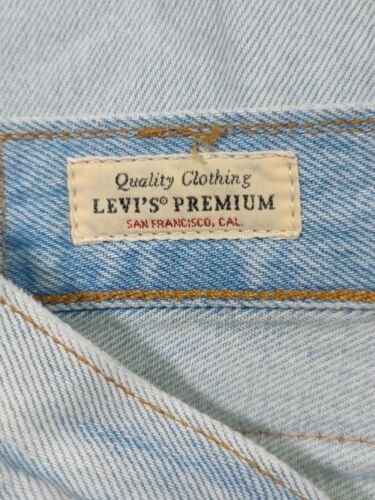 Quality Clothing
LEVI'S® PREMIUM
SAN FRANCISCO, CAL.